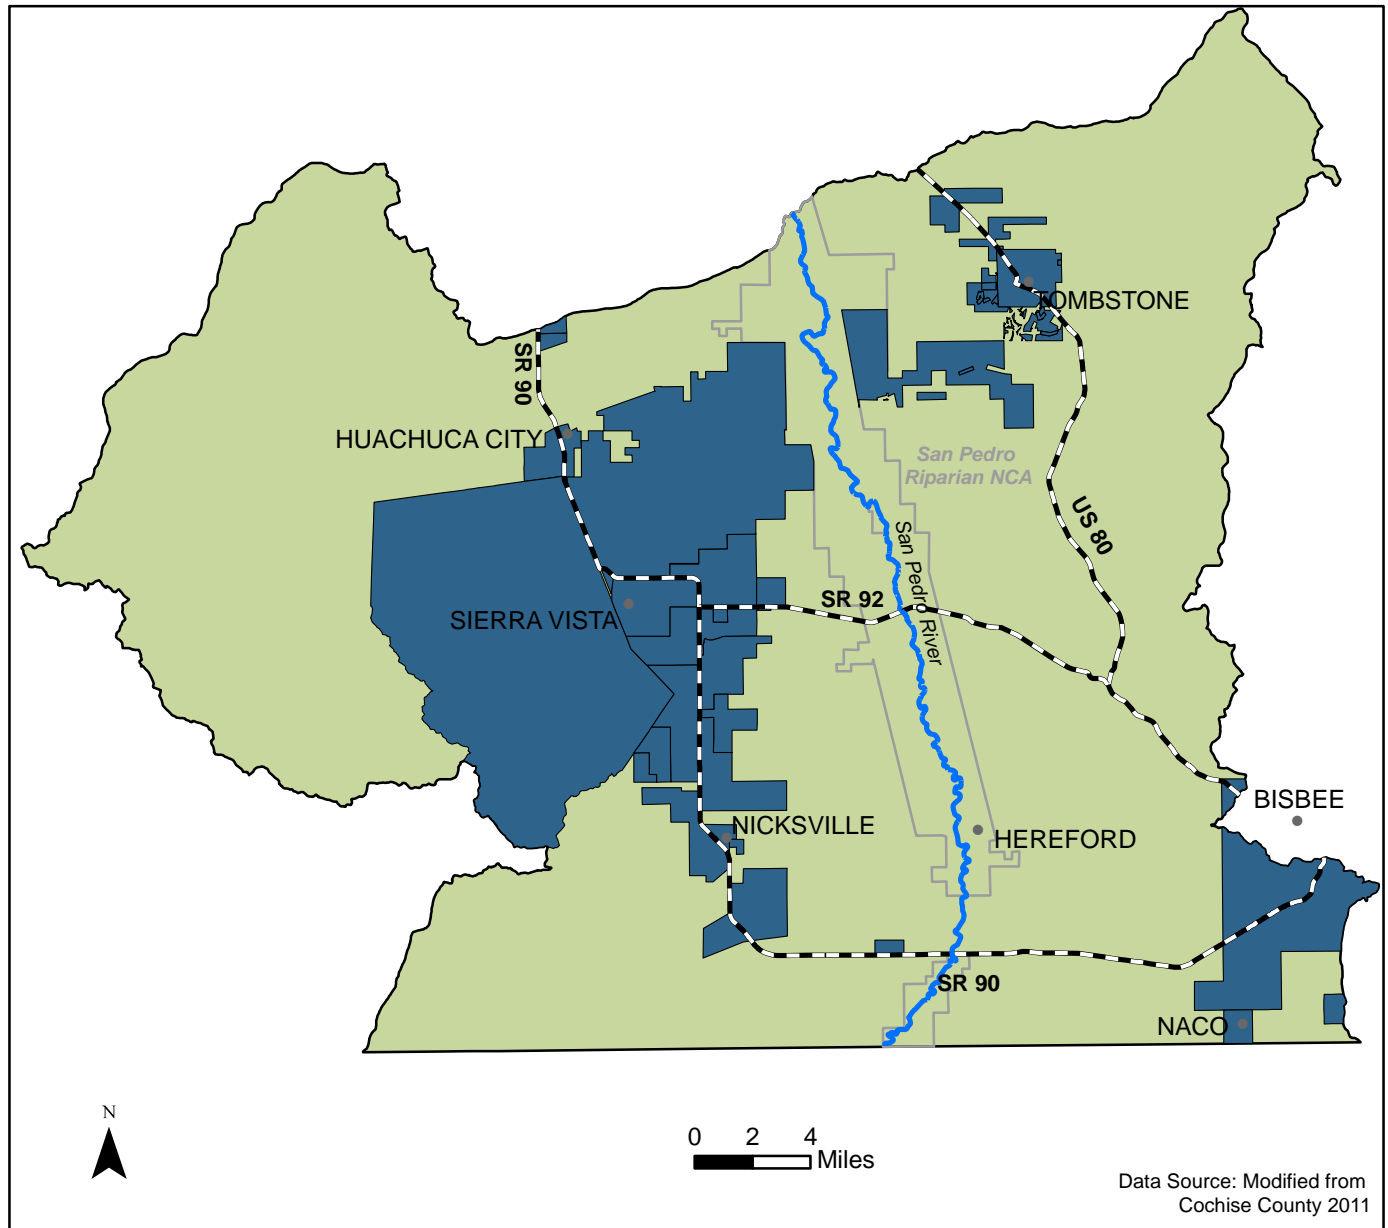 TOMBSTONE
SR 90
HUACHUCA CITY
San Pedro
Riparian NCA
US 80
San Pedro River
SR 92
SIERRA VISTA
BISBEE
NICKSVILLE
HEREFORD
SR 90
NACO
N
0 2 4
Miles
Data Source: Modified from
Cochise County 2011